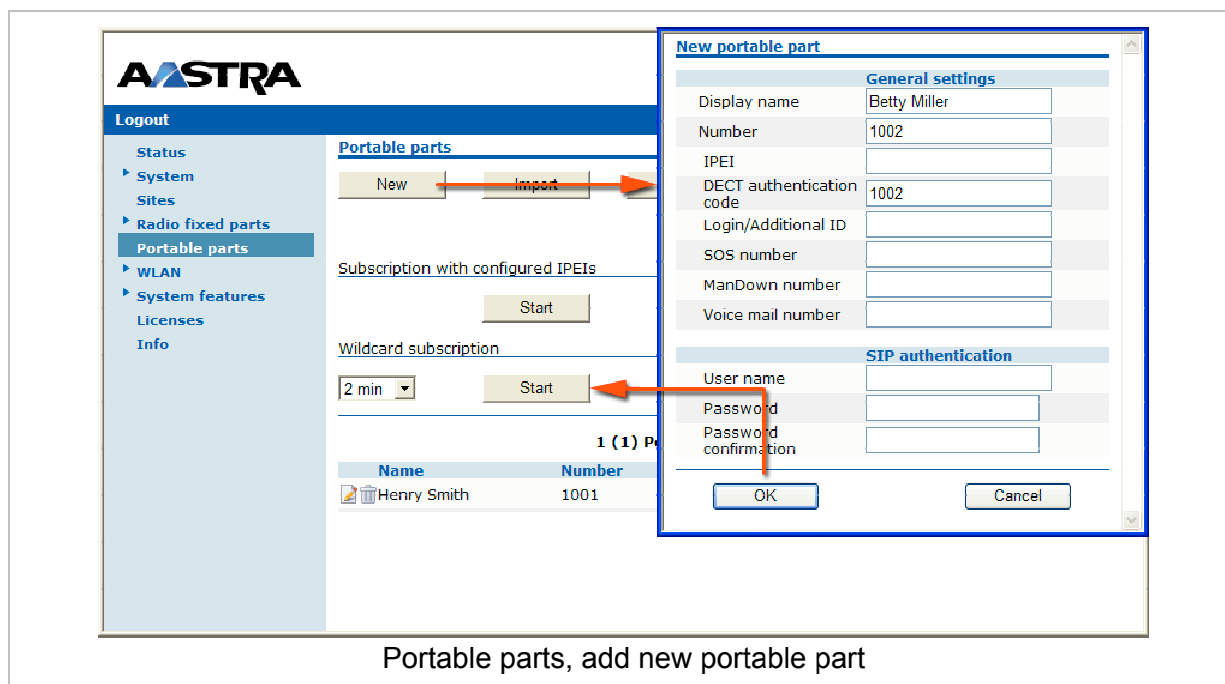 AASTRA
Logout
Status
System
Sites
Radio fixed parts
Portable parts
WLAN
System features
Licenses
Info
Portable parts
New
Import
Subscription with configured IPEIs
Start
Wildcard subscription
2 min
Start
1 (1)
Name Number
Henry Smith 1001
New portable part
General settings
Display name Betty Miller
Number 1002
IPEI
DECT authentication
code 1002
Login/Additional ID
SOS number
ManDown number
Voice mail number
SIP authentication
User name
Password
Password
confirmation
OK Cancel
Portable parts, add new portable part